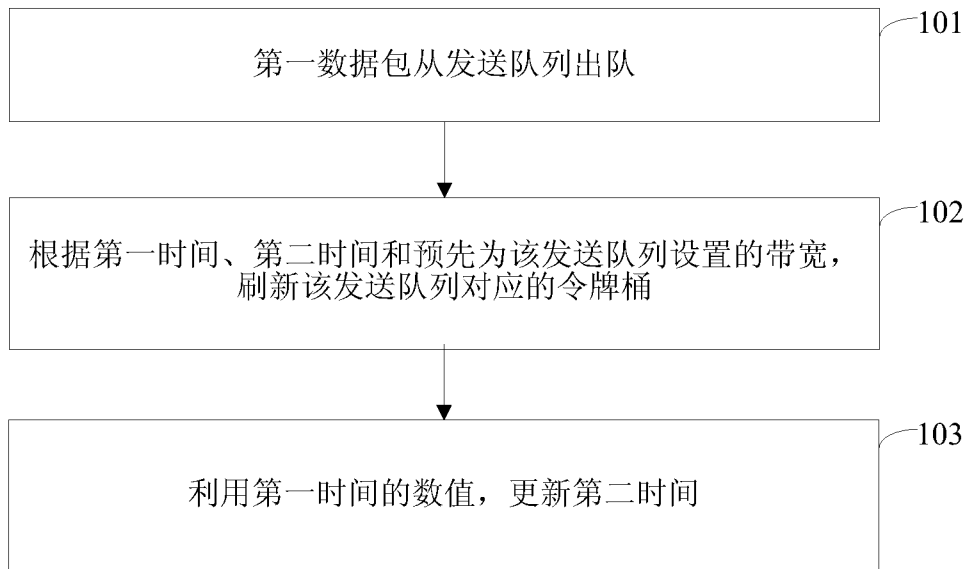 101
第一数据包从发送队列出队
102
根据第一时间、第二时间和预先为该发送队列设置的带宽，
刷新该发送队列对应的令牌桶
103
利用第一时间的数值，更新第二时间